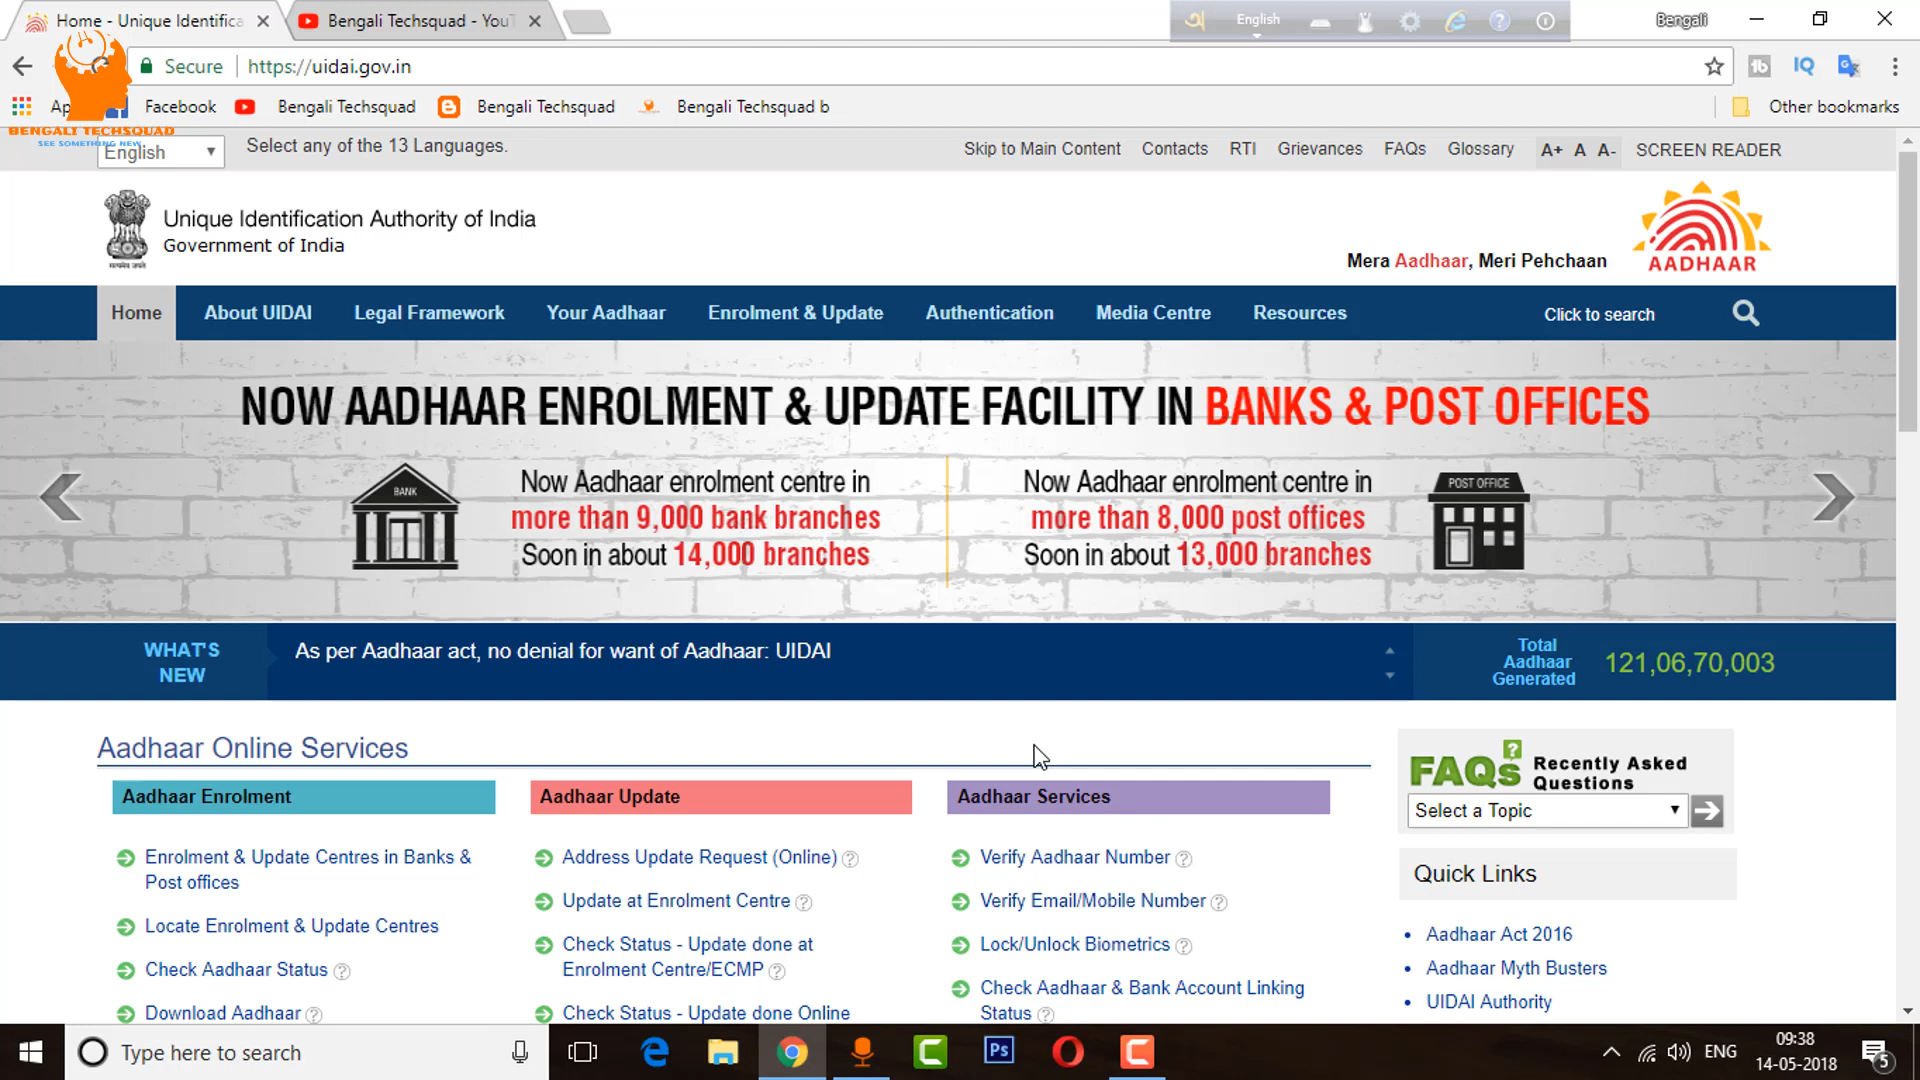 Home - Unique Identifica
Bengali Techsquad - YouT
English
Bengali
Secure
https://uidai.gov.in
Ap
Facebook
Bengali Techsquad
Bengali Techsquad
Bengali Techsquad b
Other bookmarks
BENGALI TECHSQUAD
SEE SOMETHING NEW
English
Select any of the 13 Languages.
Skip to Main Content
Contacts
RTI
Grievances
FAQs
Glossary
A+ A A-
SCREEN READER
Unique Identification Authority of India
Government of India
Mera Aadhaar, Meri Pehchaan
AADHAAR
Home
About UIDAI
Legal Framework
Your Aadhaar
Enrolment & Update
Authentication
Media Centre
Resources
Click to search
NOW AADHAAR ENROLMENT & UPDATE FACILITY IN BANKS & POST OFFICES
BANK
Now Aadhaar enrolment centre in
more than 9,000 bank branches
Soon in about 14,000 branches
Now Aadhaar enrolment centre in
more than 8,000 post offices
Soon in about 13,000 branches
POST OFFICE
WHAT'S
NEW
As per Aadhaar act, no denial for want of Aadhaar: UIDAI
Total
Aadhaar
Generated
121,06,70,003
Aadhaar Online Services
Aadhaar Enrolment
Enrolment & Update Centres in Banks &
Post offices
Locate Enrolment & Update Centres
Check Aadhaar Status ?
Download Aadhaar ?
Aadhaar Update
Address Update Request (Online) ?
Update at Enrolment Centre ?
Check Status - Update done at
Enrolment Centre/ECMP ?
Check Status - Update done Online
Aadhaar Services
Verify Aadhaar Number ?
Verify Email/Mobile Number ?
Lock/Unlock Biometrics ?
Check Aadhaar & Bank Account Linking
Status ?
FAQs ?
Recently Asked
Questions
Select a Topic
Quick Links
Aadhaar Act 2016
Aadhaar Myth Busters
UIDAI Authority
Type here to search
Ps
ENG
09:38
14-05-2018
5